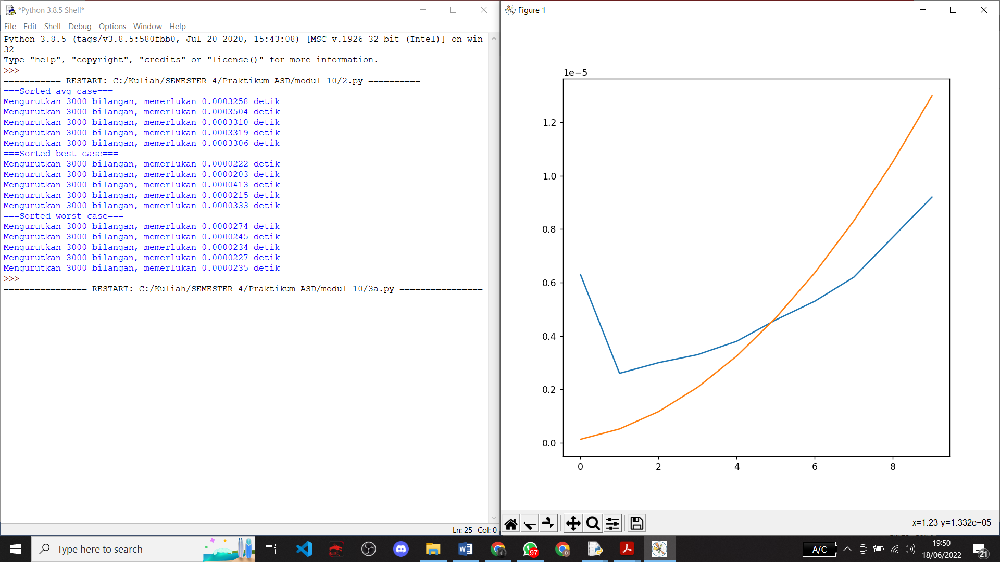 *Python 3.8.5 Shell*
File Edit Shell Debug Options Window Help
Python 3.8.5 (tags/v3.8.5:580fbb0, Jul 20 2020, 15:43:08) [MSC v.1926 32 bit (Intel)] on win
32
Type "help", "copyright", "credits" or "license()" for more information.
>>>
=========== RESTART: C:/Kuliah/SEMESTER 4/Praktikum ASD/modul 10/2.py ==========
===Sorted avg case===
Mengurutkan 3000 bilangan, memerlukan 0.0003258 detik
Mengurutkan 3000 bilangan, memerlukan 0.0003504 detik
Mengurutkan 3000 bilangan, memerlukan 0.0003310 detik
Mengurutkan 3000 bilangan, memerlukan 0.0003319 detik
Mengurutkan 3000 bilangan, memerlukan 0.0003306 detik
===Sorted best case===
Mengurutkan 3000 bilangan, memerlukan 0.0000222 detik
Mengurutkan 3000 bilangan, memerlukan 0.0000203 detik
Mengurutkan 3000 bilangan, memerlukan 0.0000413 detik
Mengurutkan 3000 bilangan, memerlukan 0.0000215 detik
Mengurutkan 3000 bilangan, memerlukan 0.0000333 detik
===Sorted worst case===
Mengurutkan 3000 bilangan, memerlukan 0.0000274 detik
Mengurutkan 3000 bilangan, memerlukan 0.0000245 detik
Mengurutkan 3000 bilangan, memerlukan 0.0000234 detik
Mengurutkan 3000 bilangan, memerlukan 0.0000227 detik
Mengurutkan 3000 bilangan, memerlukan 0.0000235 detik
>>>
================ RESTART: C:/Kuliah/SEMESTER 4/Praktikum ASD/modul 10/3a.py ================
Ln: 25 Col: 0
Figure 1
1e−5
1.2
1.0
0.8
0.6
0.4
0.2
0.0
0 2 4 6 8
x=1.23 y=1.332e−05
Type here to search
97
D
A/C
19:50
18/06/2022
21